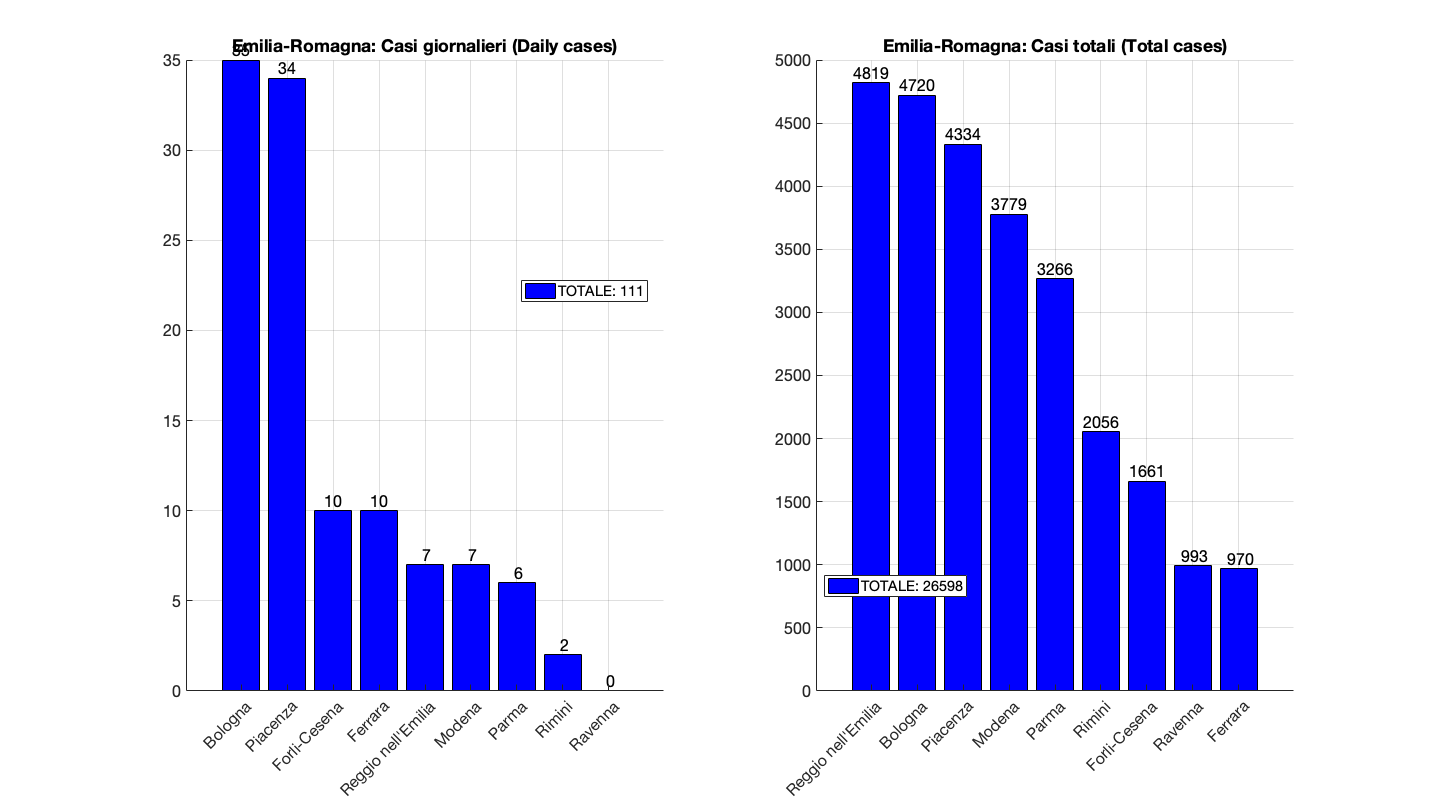 Emilia-Romagna: Casi giornalieri (Daily cases)
35
35
34
30
25
TOTALE: 111
20
15
10
10
10
7
7
6
5
2
0
0
Bologna
Piacenza
Forlì-Cesena
Ferrara
Reggio nell'Emilia
Modena
Parma
Rimini
Ravenna
Emilia-Romagna: Casi totali (Total cases)
5000
4819
4720
4500
4334
4000
3779
3500
3266
3000
2500
2056
2000
1661
1500
1000
993
970
TOTALE: 26598
500
0
Reggio nell'Emilia
Bologna
Piacenza
Modena
Parma
Rimini
Forlì-Cesena
Ravenna
Ferrara